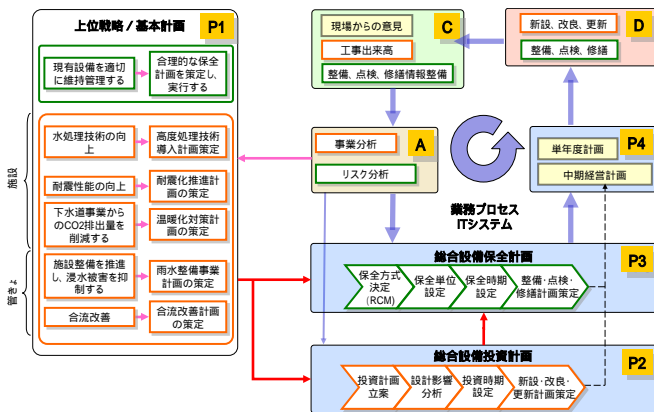 上位戦略 / 基本計画
P1
現有設備を適切
に維持管理する
合理的な保全
計画を策定し、
実行する
施設
水処理技術の向
上
高度処理技術
導入計画策定
耐震性能の向上
耐震化推進計
画の策定
下水道事業から
のCO2排出量を
削減する
温暖化対策計
画の策定
管きょ
施設整備を推進
し、浸水被害を抑
制する
雨水整備事業
計画の策定
合流改善
合流改善計画
の策定
C
現場からの意見
工事出来高
整備、点検、修繕情報整備
D
新設、改良、更新
整備、点検、修繕
A
事業分析
リスク分析
P4
単年度計画
中期経営計画
業務プロセス
ITシステム
総合設備保全計画
P3
保全方式
決定
(RCM)
保全単位
設定
保全時期
設定
整備・点検・
修繕計画策定
総合設備投資計画
P2
投資計画
立案
設計影響
分析
投資時期
設定
新設・改良・
更新計画策定